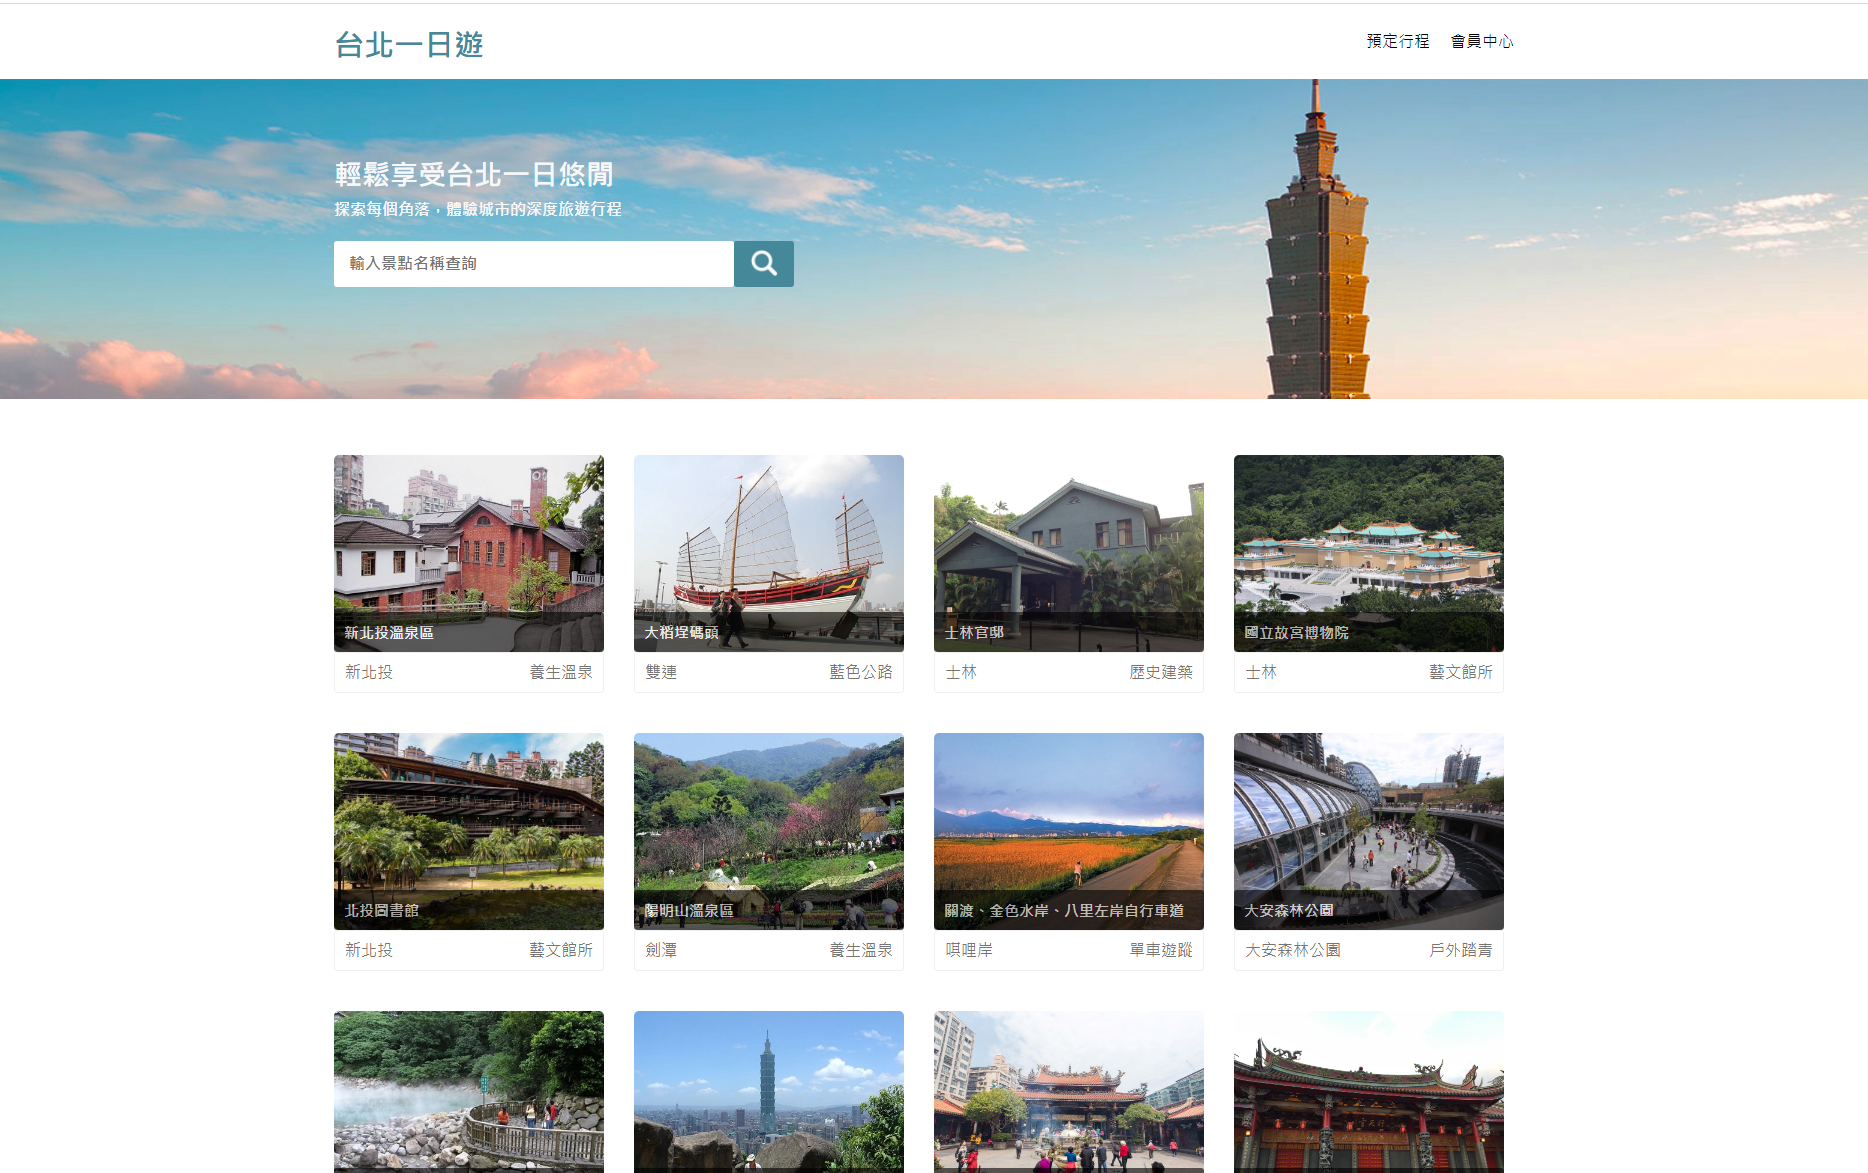 台北一日遊
預定行程 會員中心
輕鬆享受台北一日悠閒
探索每個角落，體驗城市的深度旅遊行程
輸入景點名稱查詢
新北投溫泉區
新北投 養生溫泉
大稻埕碼頭
雙連 藍色公路
士林官邸
士林 歷史建築
國立故宮博物院
士林 藝文館所
北投圖書館
新北投 藝文館所
陽明山溫泉區
劍潭 養生溫泉
關渡、金色水岸、八里左岸自行車道
唭哩岸 單車遊蹤
大安森林公園
大安森林公園 戶外踏青